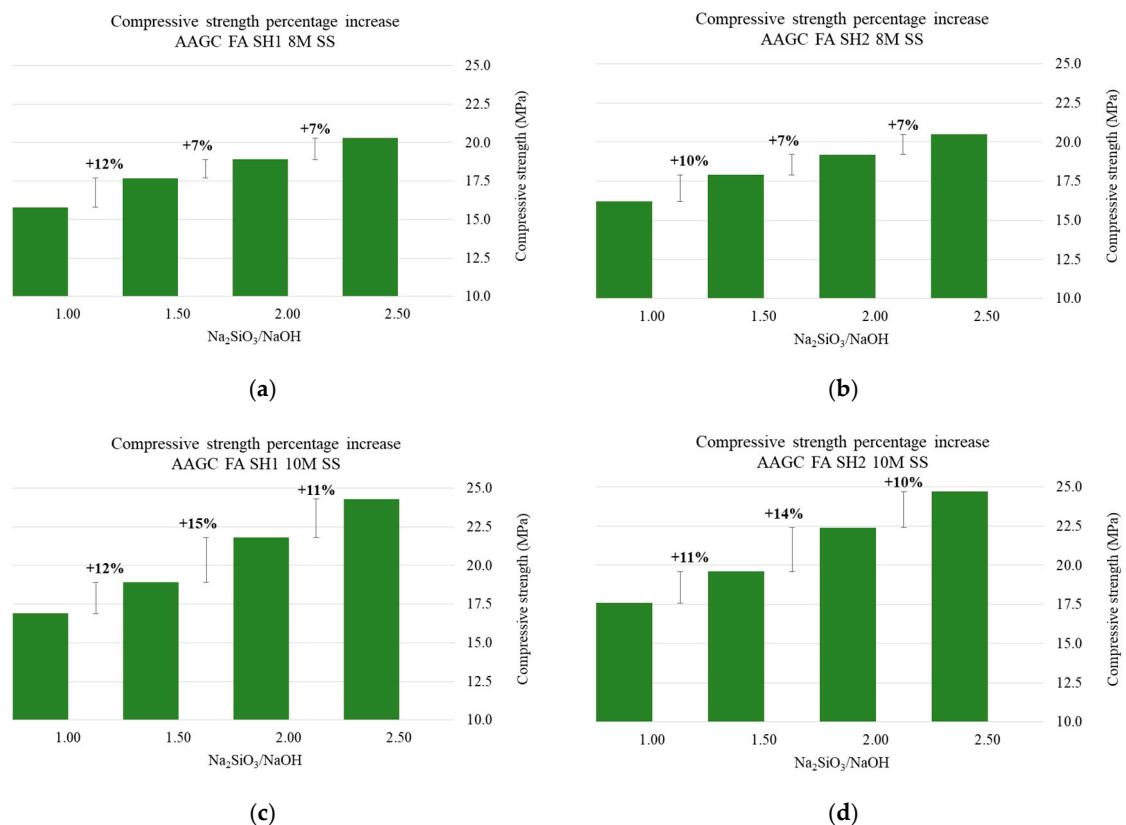 Compressive strength percentage increase
AAGC FA SH1 8M SS
25.0
22.5
20.0
17.5
15.0
12.5
10.0
Compressive strength (MPa)
+12%
+7%
+7%
1.00 1.50 2.00 2.50
Na₂SiO₃/NaOH
(a)
Compressive strength percentage increase
AAGC FA SH2 8M SS
25.0
22.5
20.0
17.5
15.0
12.5
10.0
Compressive strength (MPa)
+10%
+7%
+7%
1.00 1.50 2.00 2.50
Na₂SiO₃/NaOH
(b)
Compressive strength percentage increase
AAGC FA SH1 10M SS
25.0
22.5
20.0
17.5
15.0
12.5
10.0
Compressive strength (MPa)
+12%
+15%
+11%
1.00 1.50 2.00 2.50
Na₂SiO₃/NaOH
(c)
Compressive strength percentage increase
AAGC FA SH2 10M SS
25.0
22.5
20.0
17.5
15.0
12.5
10.0
Compressive strength (MPa)
+11%
+14%
+10%
1.00 1.50 2.00 2.50
Na₂SiO₃/NaOH
(d)